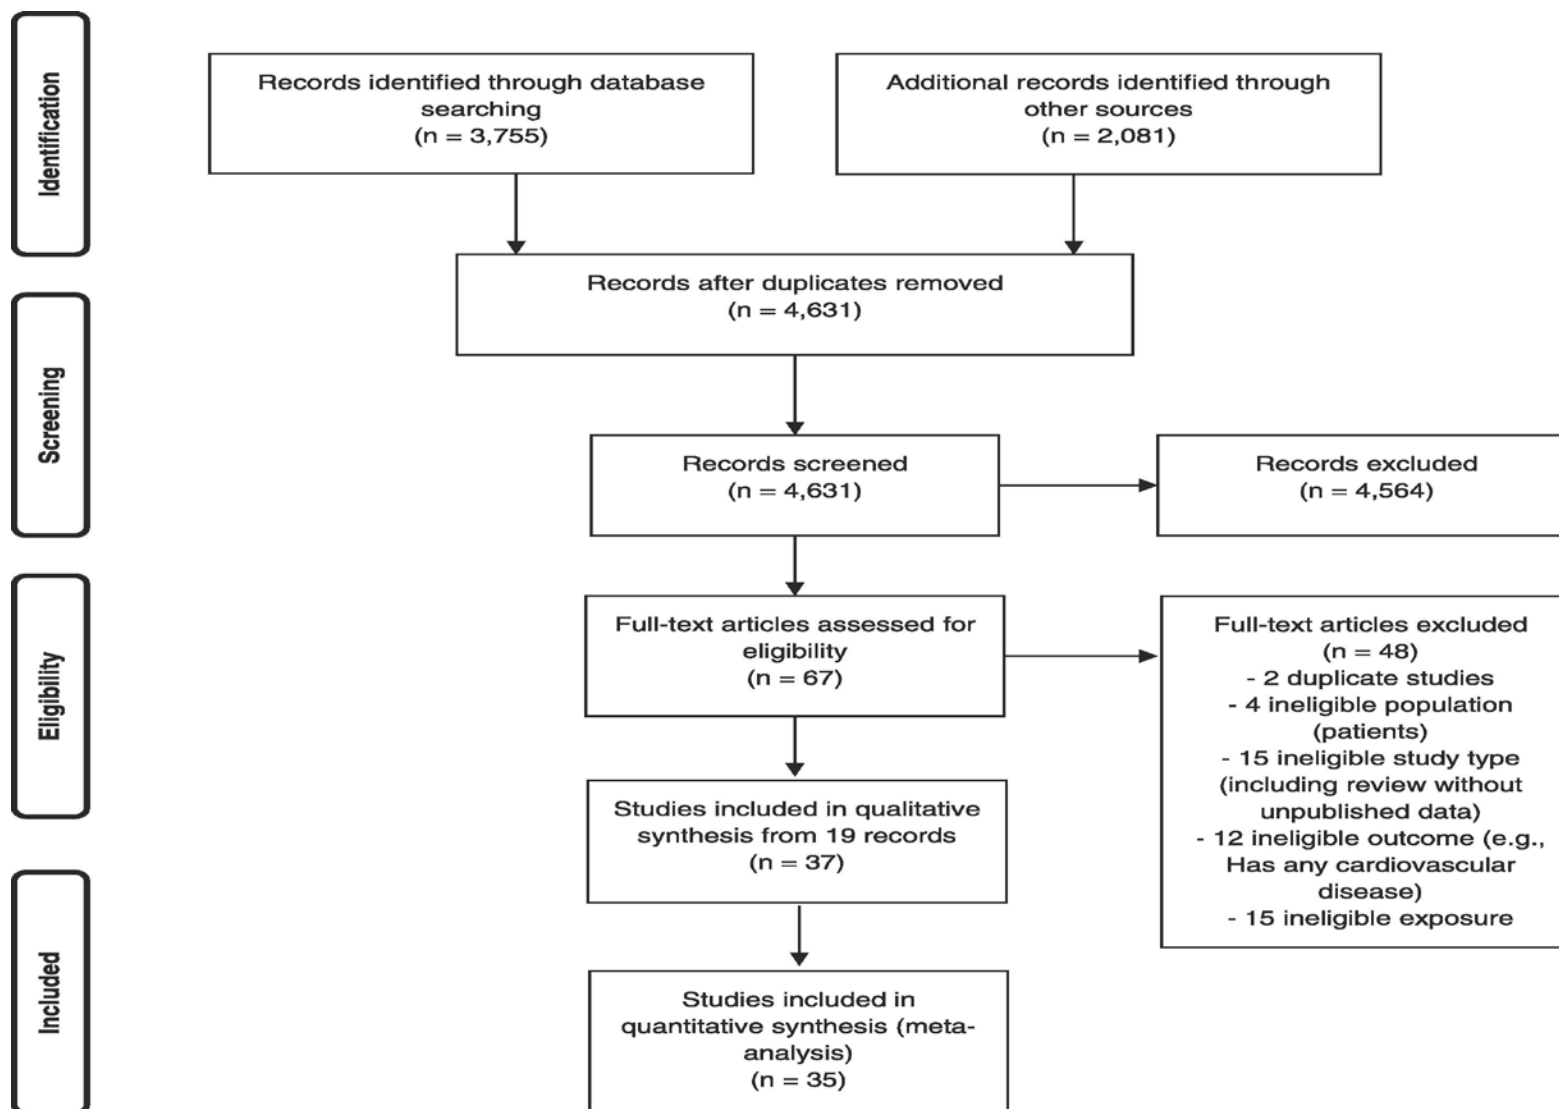 Identification
Records identified through database
searching
(n = 3,755)
Additional records identified through
other sources
(n = 2,081)
Records after duplicates removed
(n = 4,631)
Screening
Records screened
(n = 4,631)
Records excluded
(n = 4,564)
Eligibility
Full-text articles assessed for
eligibility
(n = 67)
Full-text articles excluded
(n = 48)
- 2 duplicate studies
- 4 ineligible population
(patients)
- 15 ineligible study type
(including review without
unpublished data)
- 12 ineligible outcome (e.g.,
Has any cardiovascular
disease)
- 15 ineligible exposure
Studies included in qualitative
synthesis from 19 records
(n = 37)
Included
Studies included in
quantitative synthesis (meta-
analysis)
(n = 35)